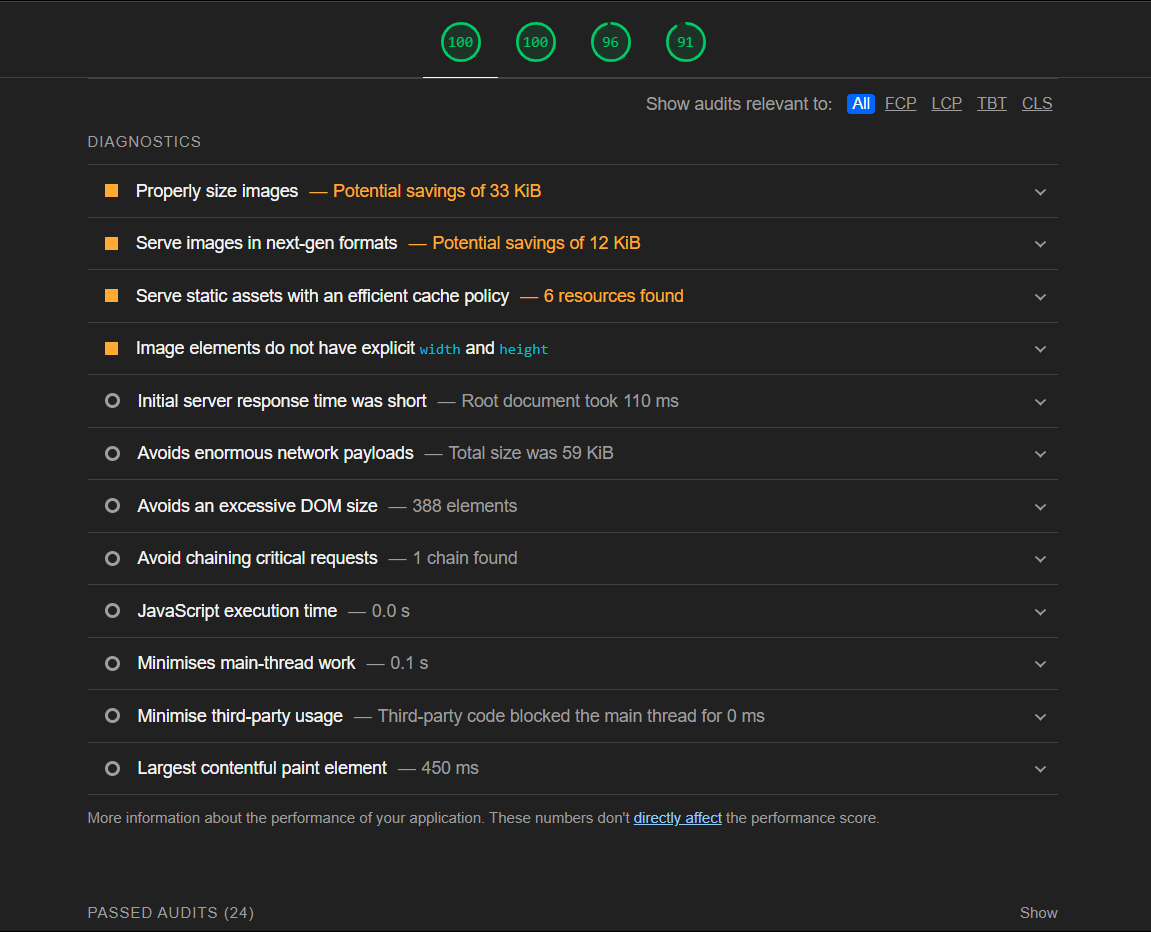 100 100 96 91
Show audits relevant to: All FCP LCP TBT CLS
DIAGNOSTICS
Properly size images — Potential savings of 33 KiB
Serve images in next-gen formats — Potential savings of 12 KiB
Serve static assets with an efficient cache policy — 6 resources found
Image elements do not have explicit width and height
Initial server response time was short — Root document took 110 ms
Avoids enormous network payloads — Total size was 59 KiB
Avoids an excessive DOM size — 388 elements
Avoid chaining critical requests — 1 chain found
JavaScript execution time — 0.0 s
Minimises main-thread work — 0.1 s
Minimise third-party usage — Third-party code blocked the main thread for 0 ms
Largest contentful paint element — 450 ms
More information about the performance of your application. These numbers don't directly affect the performance score.
PASSED AUDITS (24) Show